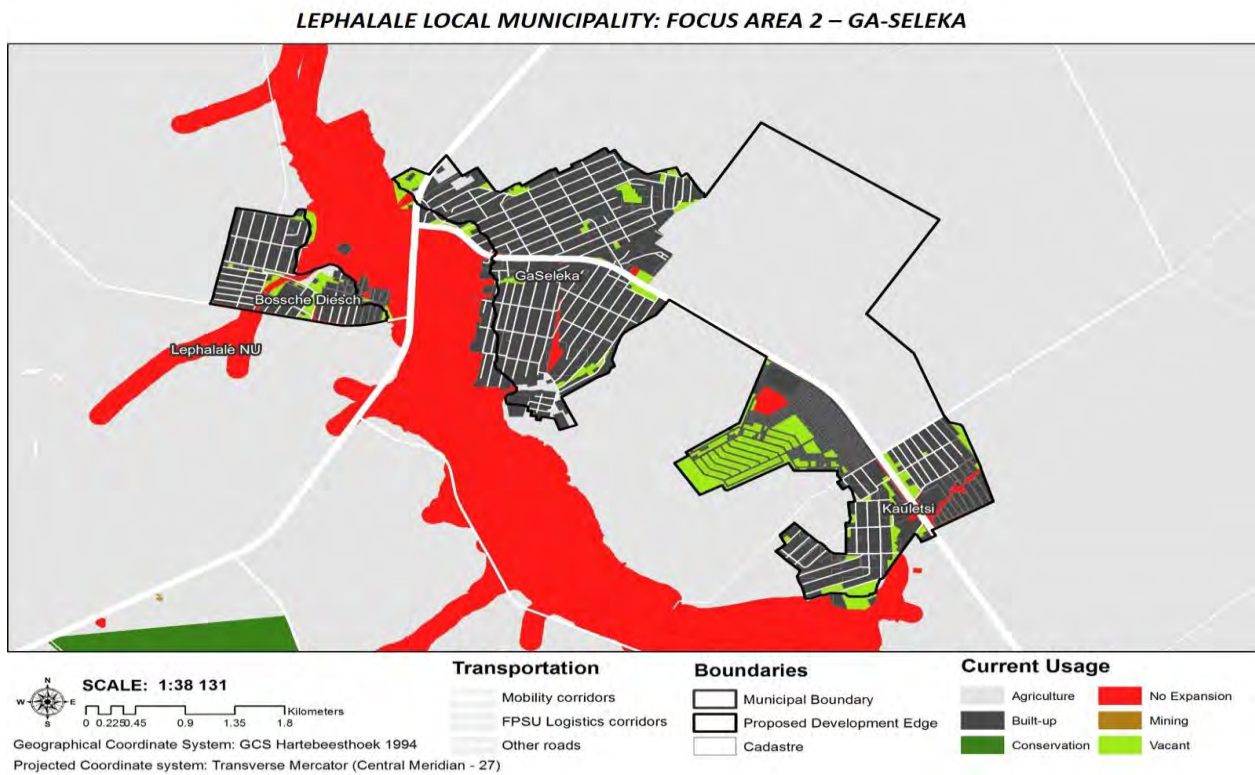 LEPHALALE LOCAL MUNICIPALITY: FOCUS AREA 2 – GA-SELEKA
GaSeleka
Bossche Diesch
Lephalale NU
Kauletsi
N
W E
S
SCALE: 1:38 131
0 0.2250.45 0.9 1.35 1.8
Kilometers
Geographical Coordinate System: GCS Hartebeesthoek 1994
Projected Coordinate system: Transverse Mercator (Central Meridian - 27)
Transportation
Mobility corridors
FPSU Logistics corridors
Other roads
Boundaries
Municipal Boundary
Proposed Development Edge
Cadastre
Current Usage
Agriculture
Built-up
Conservation
No Expansion
Mining
Vacant